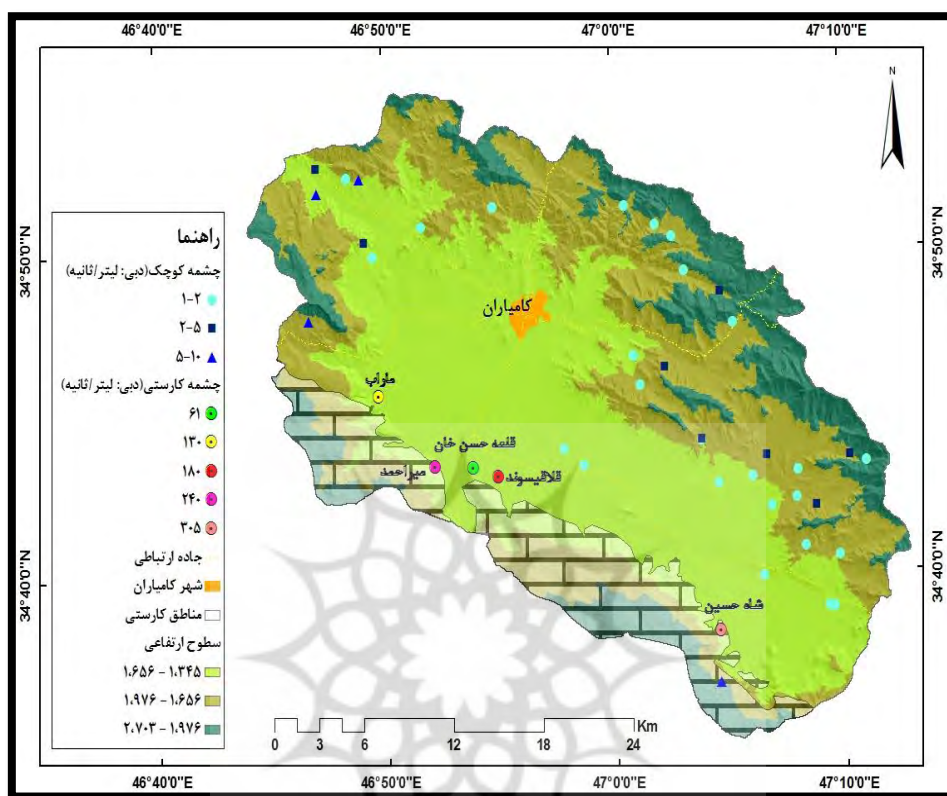 46°40'0"E 46°50'0"E 47°0'0"E 47°10'0"E
N
34°50'0"N 34°50'0"N
34°40'0"N 34°40'0"N
راهنما
چشمه کوچک(دبی: لیتر/ثانیه)
۱-۲
۲-۵
۵-۱۰
چشمه کارستی(دبی: لیتر/ثانیه)
۶۱
۱۳۰
۱۸۰
۲۴۰
۳۰۵
جاده ارتباطی
شهر کامیاران
مناطق کارستی
سطوح ارتفاعی
۱،۶۵۶ - ۱،۳۴۵
۱،۹۷۶ - ۱،۶۵۶
۲،۷۰۳ - ۱،۹۷۶
کامیاران
طاراب
قلعه حسن خان
میراحمد
قلاقیسوند
شاه حسین
Km
0 3 6 12 18 24
46°40'0"E 46°50'0"E 47°0'0"E 47°10'0"E